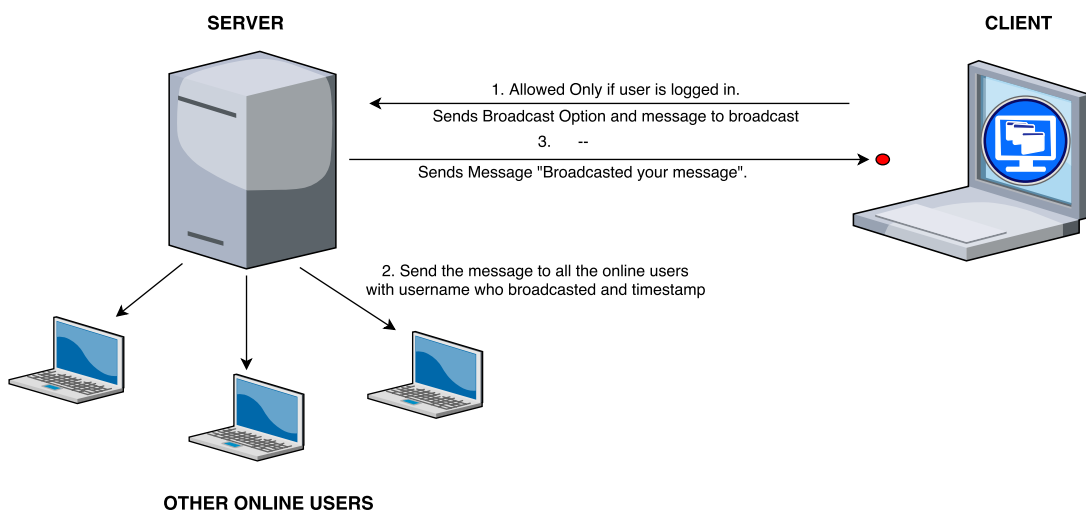 SERVER
CLIENT
1. Allowed Only if user is logged in.
Sends Broadcast Option and message to broadcast
3. --
Sends Message "Broadcasted your message".
2. Send the message to all the online users
with username who broadcasted and timestamp
OTHER ONLINE USERS